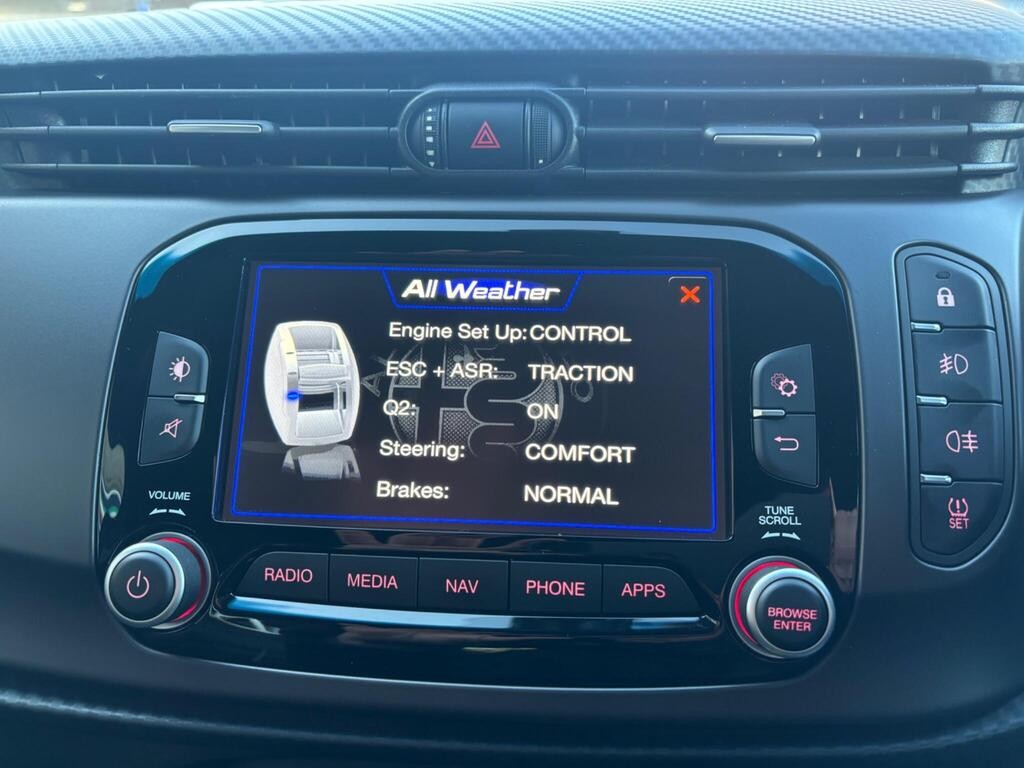 All Weather
Engine Set Up: CONTROL
ESC + ASR: TRACTION
Q2: ON
Steering: COMFORT
Brakes: NORMAL
VOLUME
TUNE
SCROLL
RADIO
MEDIA
NAV
PHONE
APPS
BROWSE
ENTER
SET